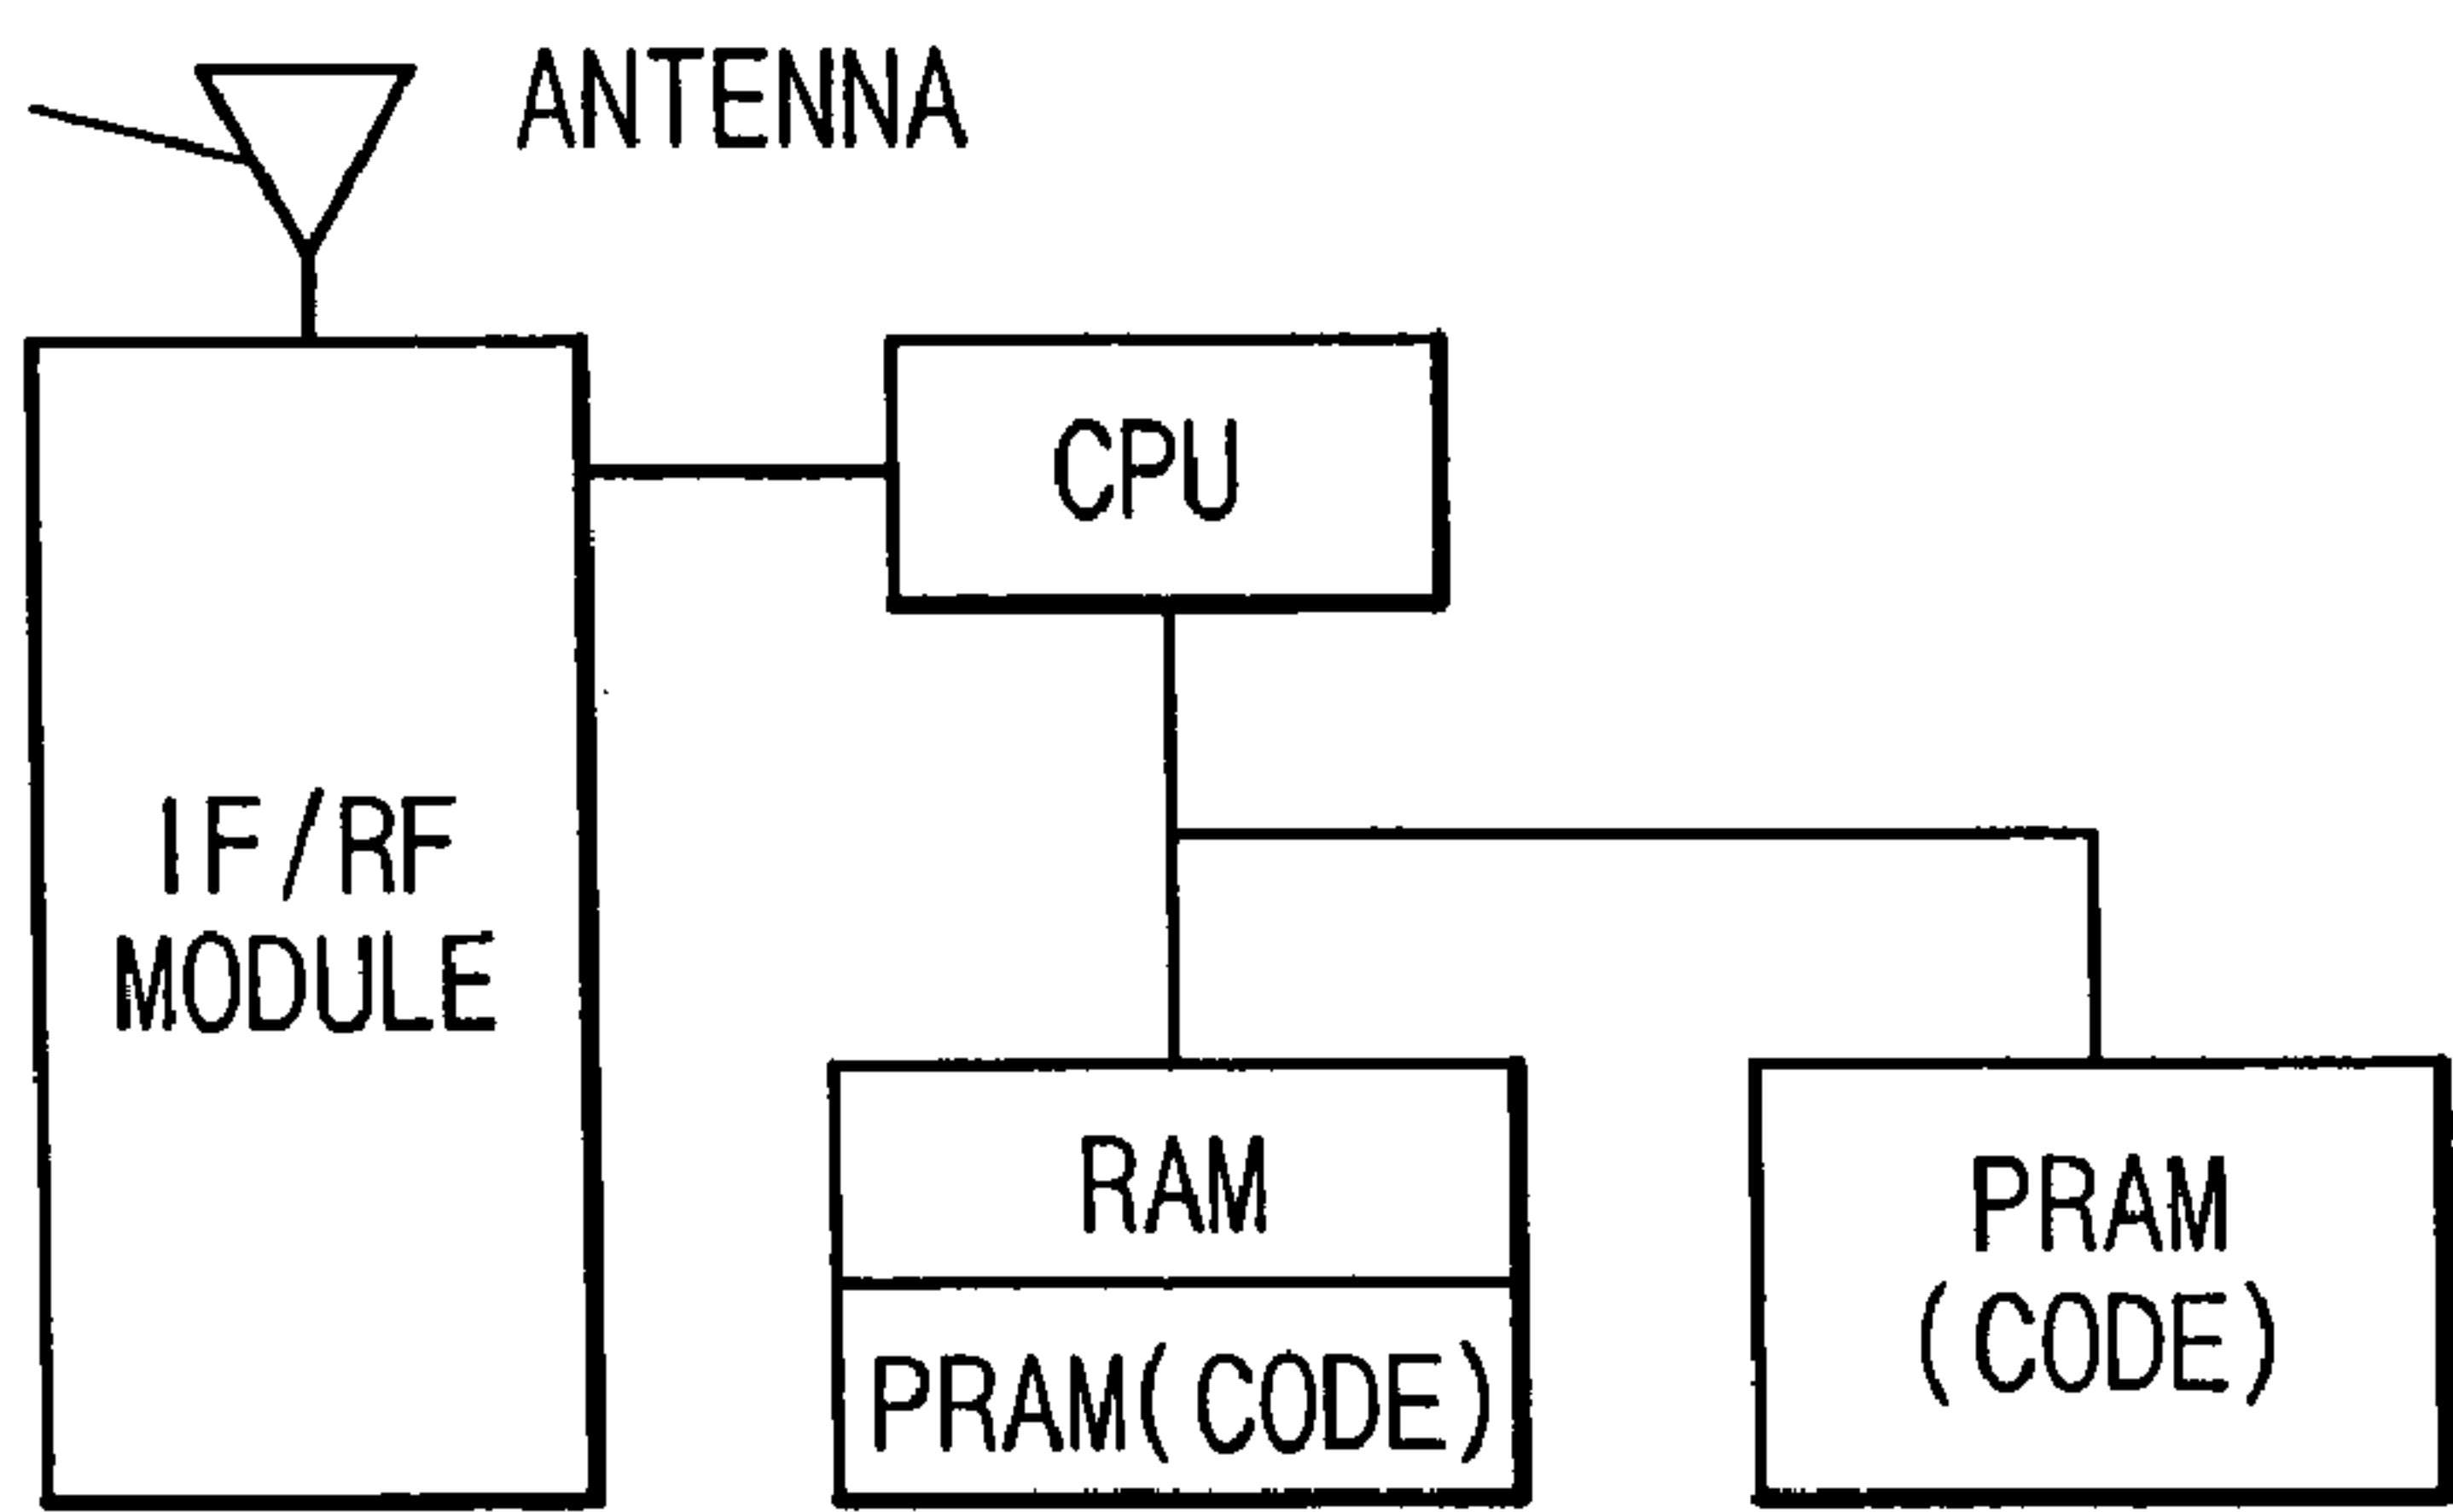 ANTENNA
CPU
IF/RF
MODULE
RAM
PRAM(CODE)
PRAM
(CODE)